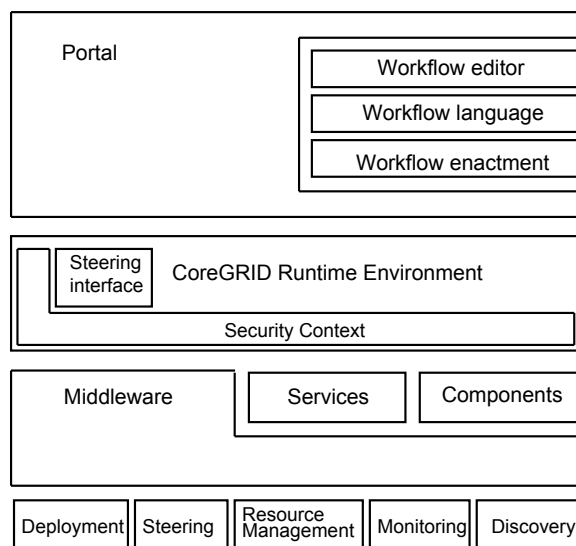 Portal
Workflow editor
Workflow language
Workflow enactment
Steering
interface
CoreGRID Runtime Environment
Security Context
Middleware
Services
Components
Deployment
Steering
Resource
Management
Monitoring
Discovery